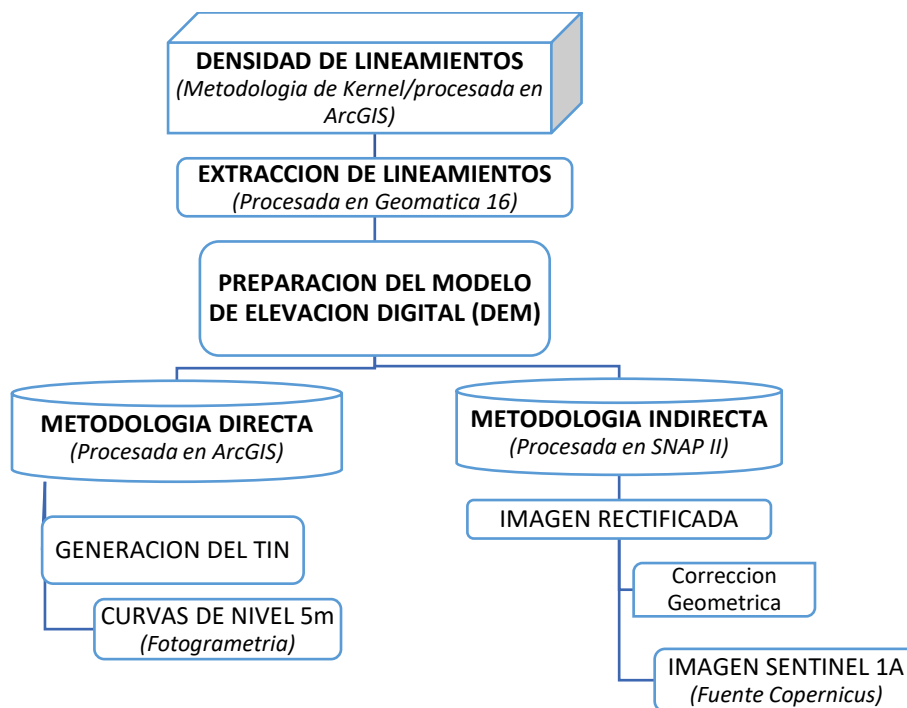 DENSIDAD DE LINEAMIENTOS
(Metodologia de Kernel/procesada en
ArcGIS)
EXTRACCION DE LINEAMIENTOS
(Procesada en Geomatica 16)
PREPARACION DEL MODELO
DE ELEVACION DIGITAL (DEM)
METODOLOGIA DIRECTA
(Procesada en ArcGIS)
GENERACION DEL TIN
CURVAS DE NIVEL 5m
(Fotogrametria)
METODOLOGIA INDIRECTA
(Procesada en SNAP II)
IMAGEN RECTIFICADA
Correccion
Geometrica
IMAGEN SENTINEL 1A
(Fuente Copernicus)